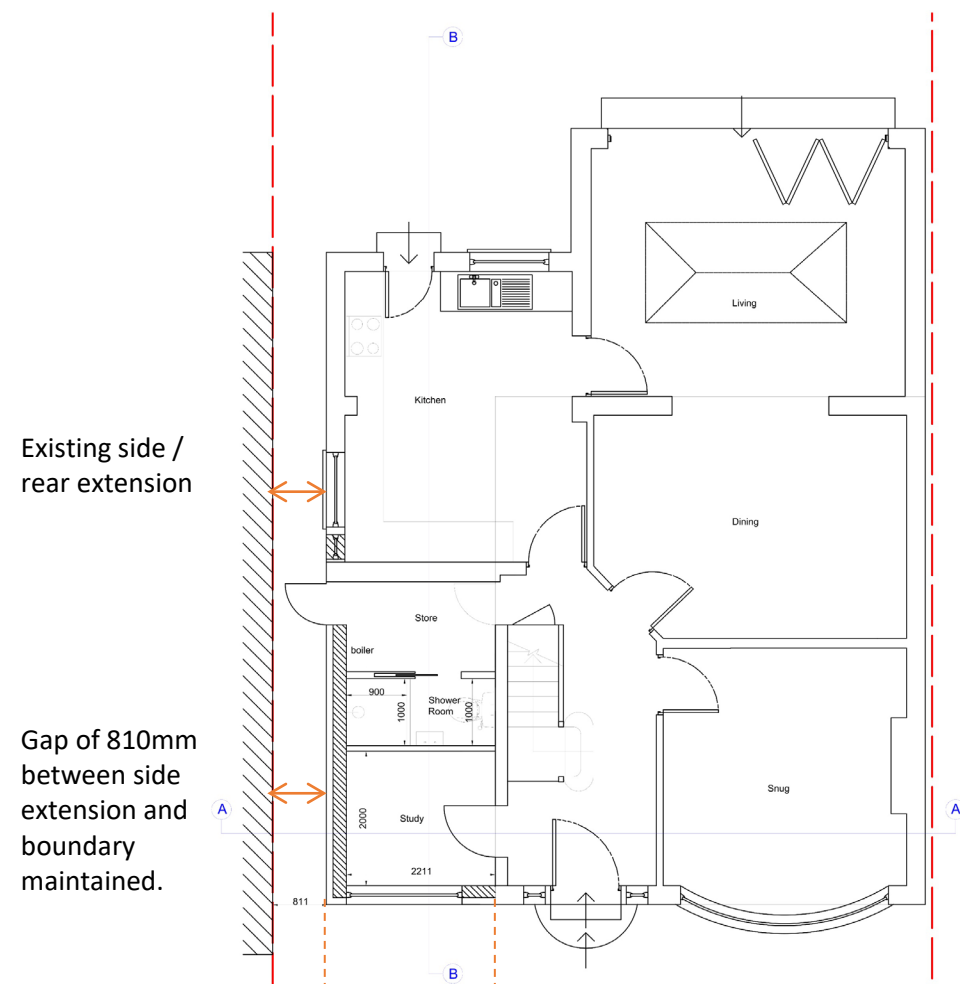 B
Living
Kitchen
Existing side /
rear extension
Dining
Store
boiler
900
Shower
Room
1000
1000
Gap of 810mm
between side
extension and
boundary
maintained.
Snug
A
A
2000
Study
2211
811
B